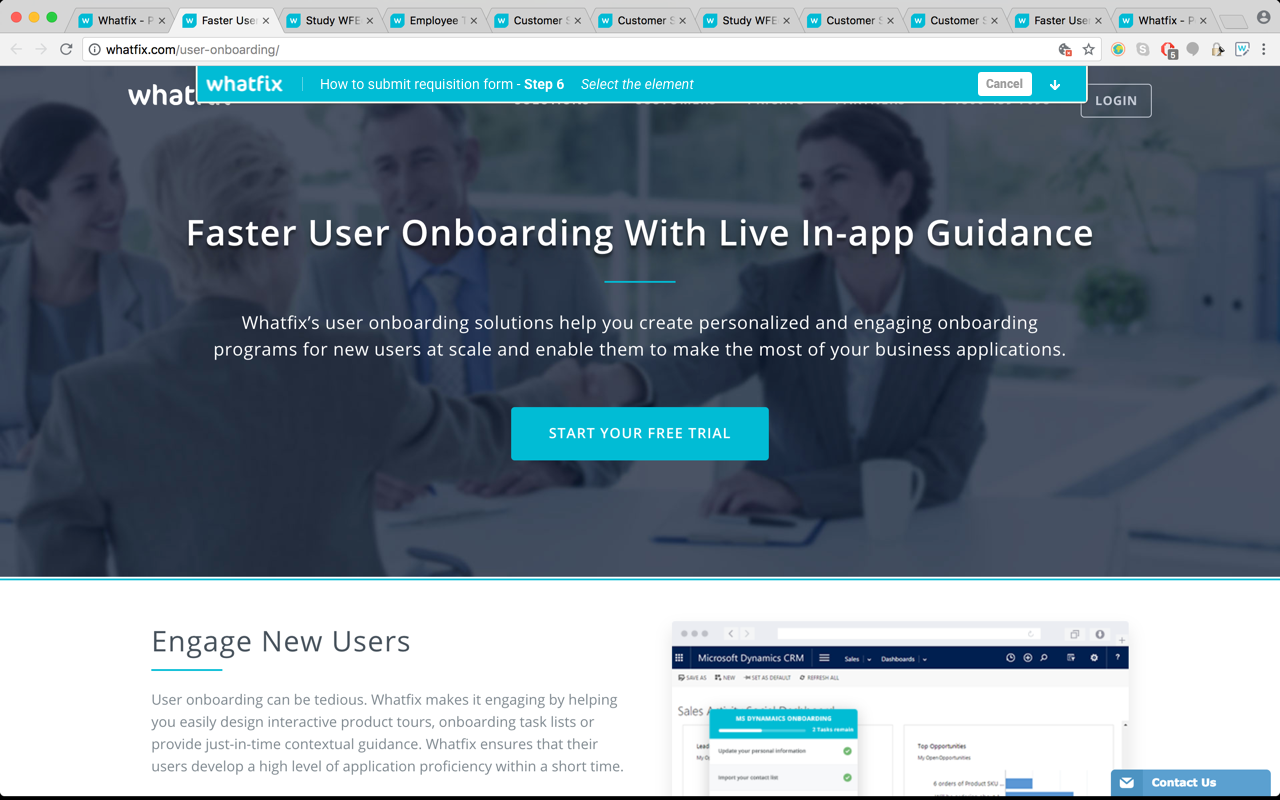 Whatfix - P
Faster Use
Study WFE
Employee T
Customer S
Customer S
Study WFE
Customer S
Customer S
Faster Use
Whatfix - P
whatfix.com/user-onboarding/
5
whatfix
How to submit requisition form - Step 6 Select the element
Cancel
LOGIN
Faster User Onboarding With Live In-app Guidance
Whatfix’s user onboarding solutions help you create personalized and engaging onboarding
programs for new users at scale and enable them to make the most of your business applications.
START YOUR FREE TRIAL
Engage New Users
User onboarding can be tedious. Whatfix makes it engaging by helping
you easily design interactive product tours, onboarding task lists or
provide just-in-time contextual guidance. Whatfix ensures that their
users develop a high level of application proficiency within a short time.
Microsoft Dynamics CRM Sales Dashboards
SAVE AS NEW SET AS DEFAULT REFRESH ALL
Sales
MS DYNAMAICS ONBOARDING
2 Tasks remain
Update your personal information
Import your contact list
Lead
Top Opportunities
My Open Opportunities
6 orders of Product SKU ...
Contact Us